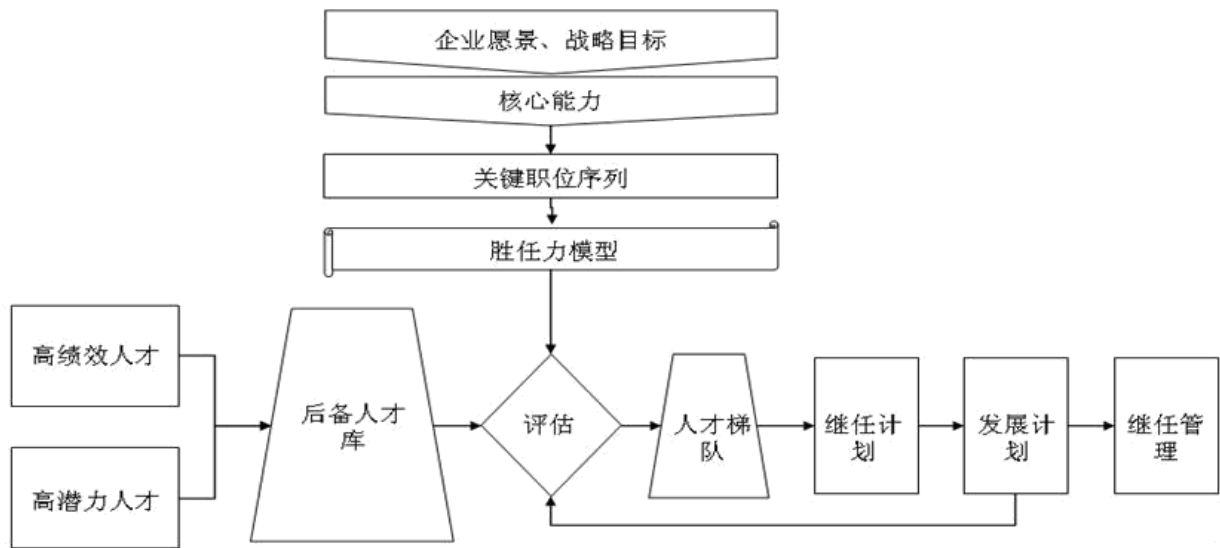 企业愿景、战略目标
核心能力
关键职位序列
胜任力模型
高绩效人才
高潜力人才
后备人才
库
评估
人才梯
队
继任计
划
发展计
划
继任管
理